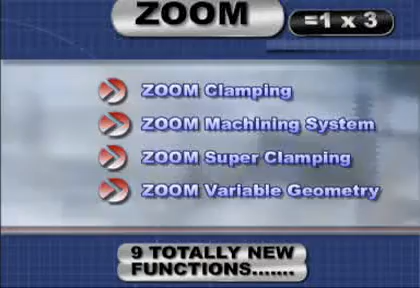 ZOOM
=1 x 3
ZOOM Clamping
ZOOM Machining System
ZOOM Super Clamping
ZOOM Variable Geometry
9 TOTALLY NEW
FUNCTIONS.......